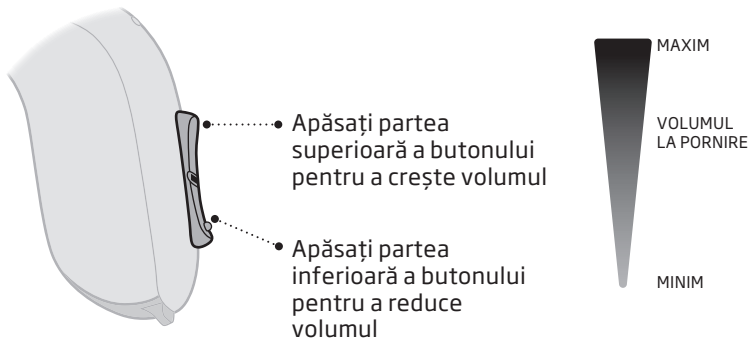 Apăsați partea
superioară a butonului
pentru a crește volumul
Apăsați partea
inferioară a butonului
pentru a reduce
volumul
MAXIM
VOLUMUL
LA PORNIRE
MINIM